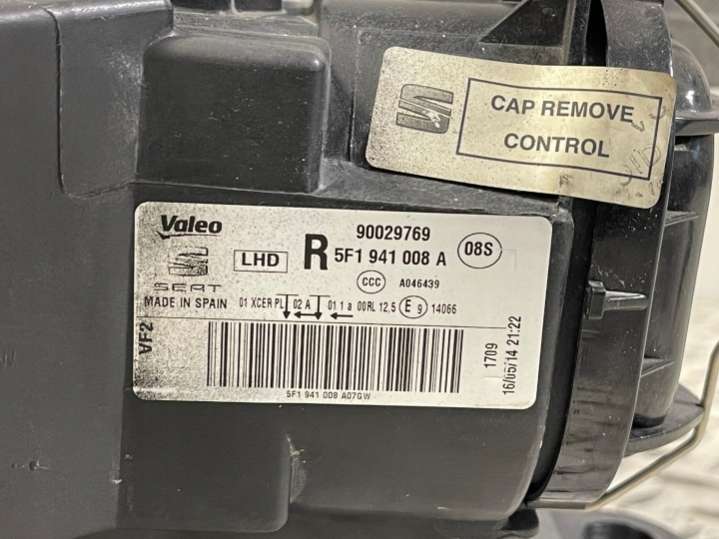 CAP REMOVE
CONTROL
Valeo
SEAT
MADE IN SPAIN
LHD
R
90029769
5F1 941 008 A
08S
CCC A046439
01 XCER PL 02 A 01 1 a 00RL 12,5 E 9 14066
VF2
1709
16/05/14 21:22
5F1 941 008 A07GW